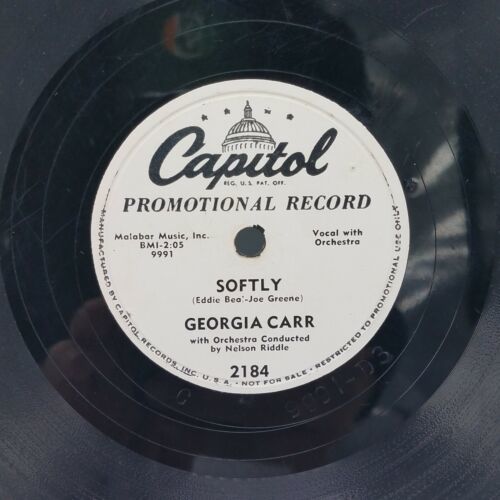 Capitol
REG. U.S. PAT. OFF.
PROMOTIONAL RECORD
Malabar Music, Inc.
BMI-2:05
9991
Vocal with
Orchestra
SOFTLY
(Eddie Bea'-Joe Greene)
GEORGIA CARR
with Orchestra Conducted
by Nelson Riddle
2184
MANUFACTURED BY CAPITOL RECORDS, INC. U.S.A. - NOT FOR SALE - RESTRICTED TO PROMOTIONAL USE ONLY
9991-D3